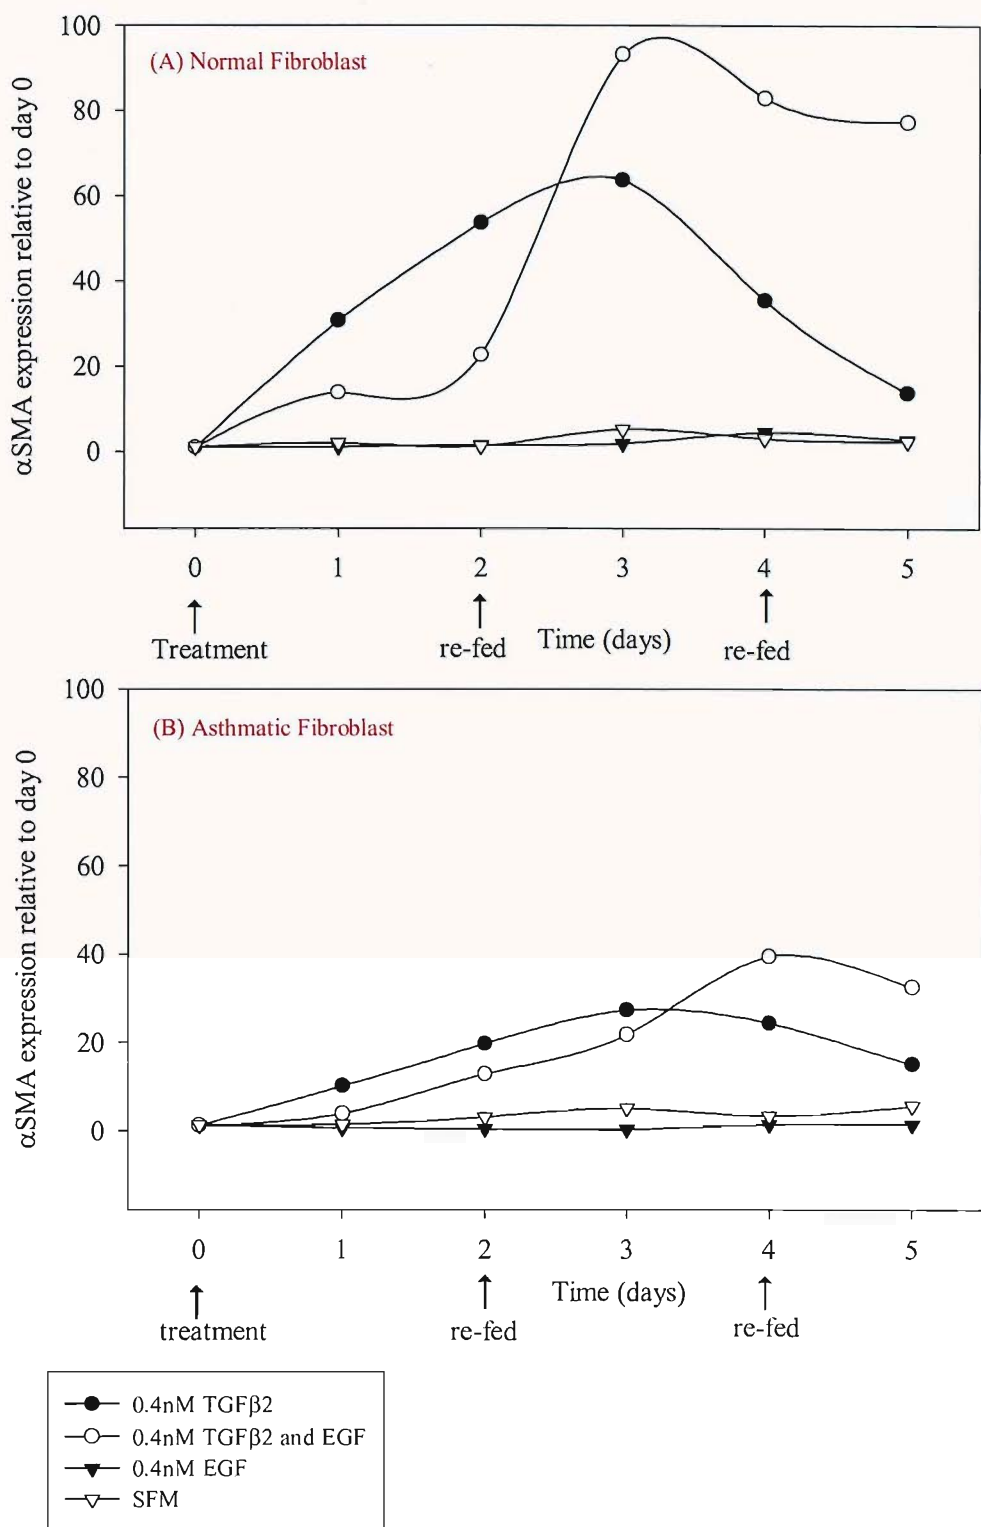 100
(A) Normal Fibroblast
80
60
40
20
0
αSMA expression relative to day 0
0 1 2 3 4 5
Treatment re-fed Time (days) re-fed
100
(B) Asthmatic Fibroblast
80
60
40
20
0
αSMA expression relative to day 0
0 1 2 3 4 5
treatment re-fed Time (days) re-fed
0.4nM TGFβ2
0.4nM TGFβ2 and EGF
0.4nM EGF
SFM